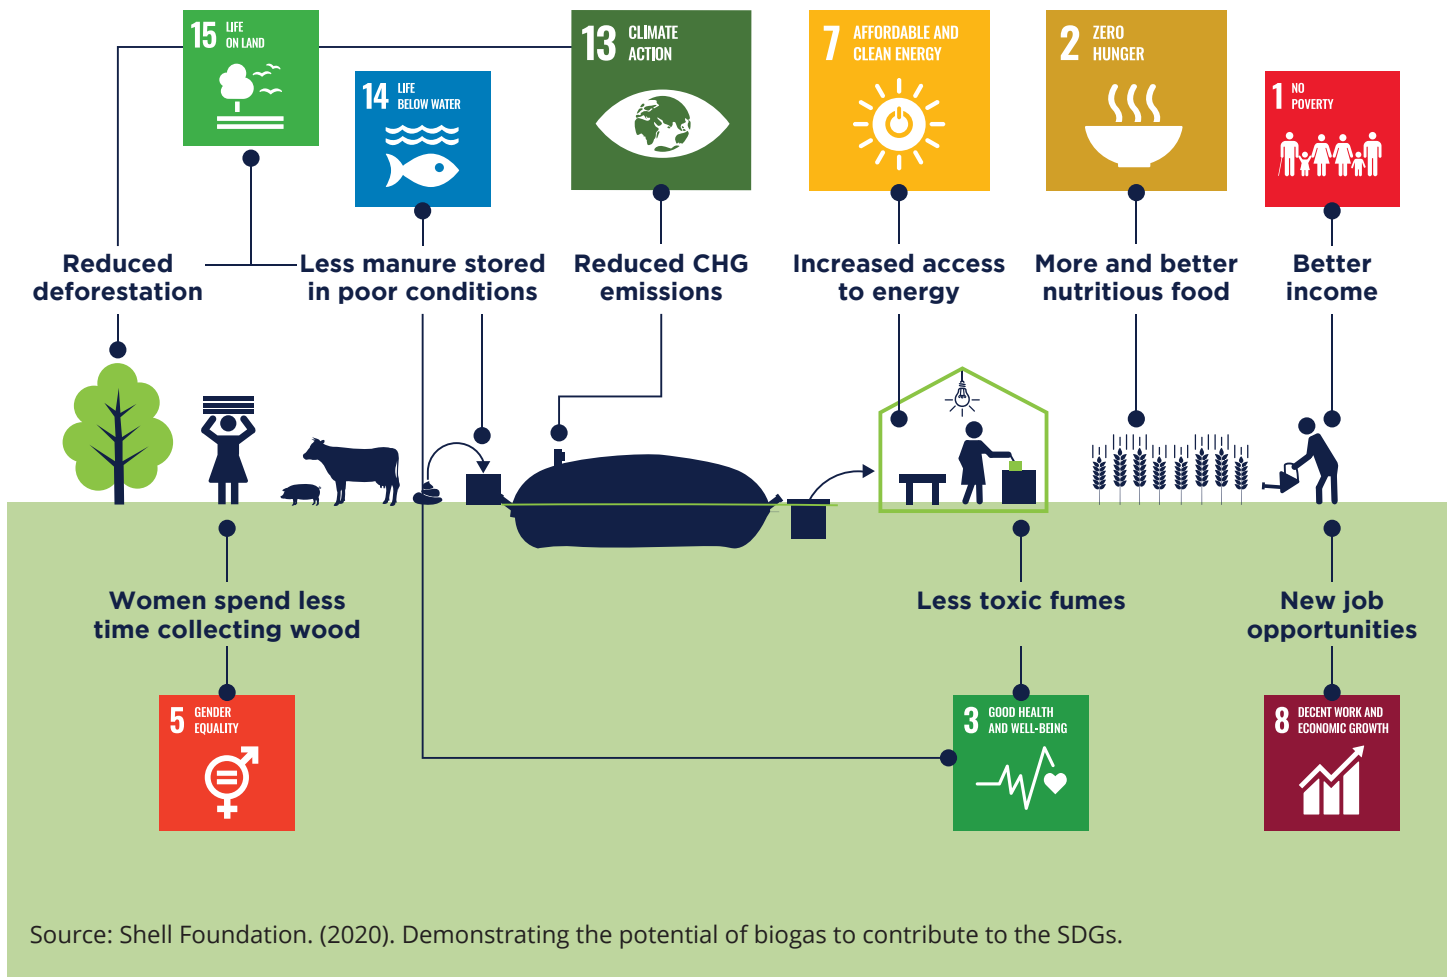 15 LIFE
ON LAND
14 LIFE
BELOW WATER
13 CLIMATE
ACTION
7 AFFORDABLE AND
CLEAN ENERGY
2 ZERO
HUNGER
1 NO
POVERTY
Reduced
deforestation
Less manure stored
in poor conditions
Reduced CHG
emissions
Increased access
to energy
More and better
nutritious food
Better
income
Women spend less
time collecting wood
Less toxic fumes
New job
opportunities
5 GENDER
EQUALITY
3 GOOD HEALTH
AND WELL-BEING
8 DECENT WORK AND
ECONOMIC GROWTH
Source: Shell Foundation. (2020). Demonstrating the potential of biogas to contribute to the SDGs.